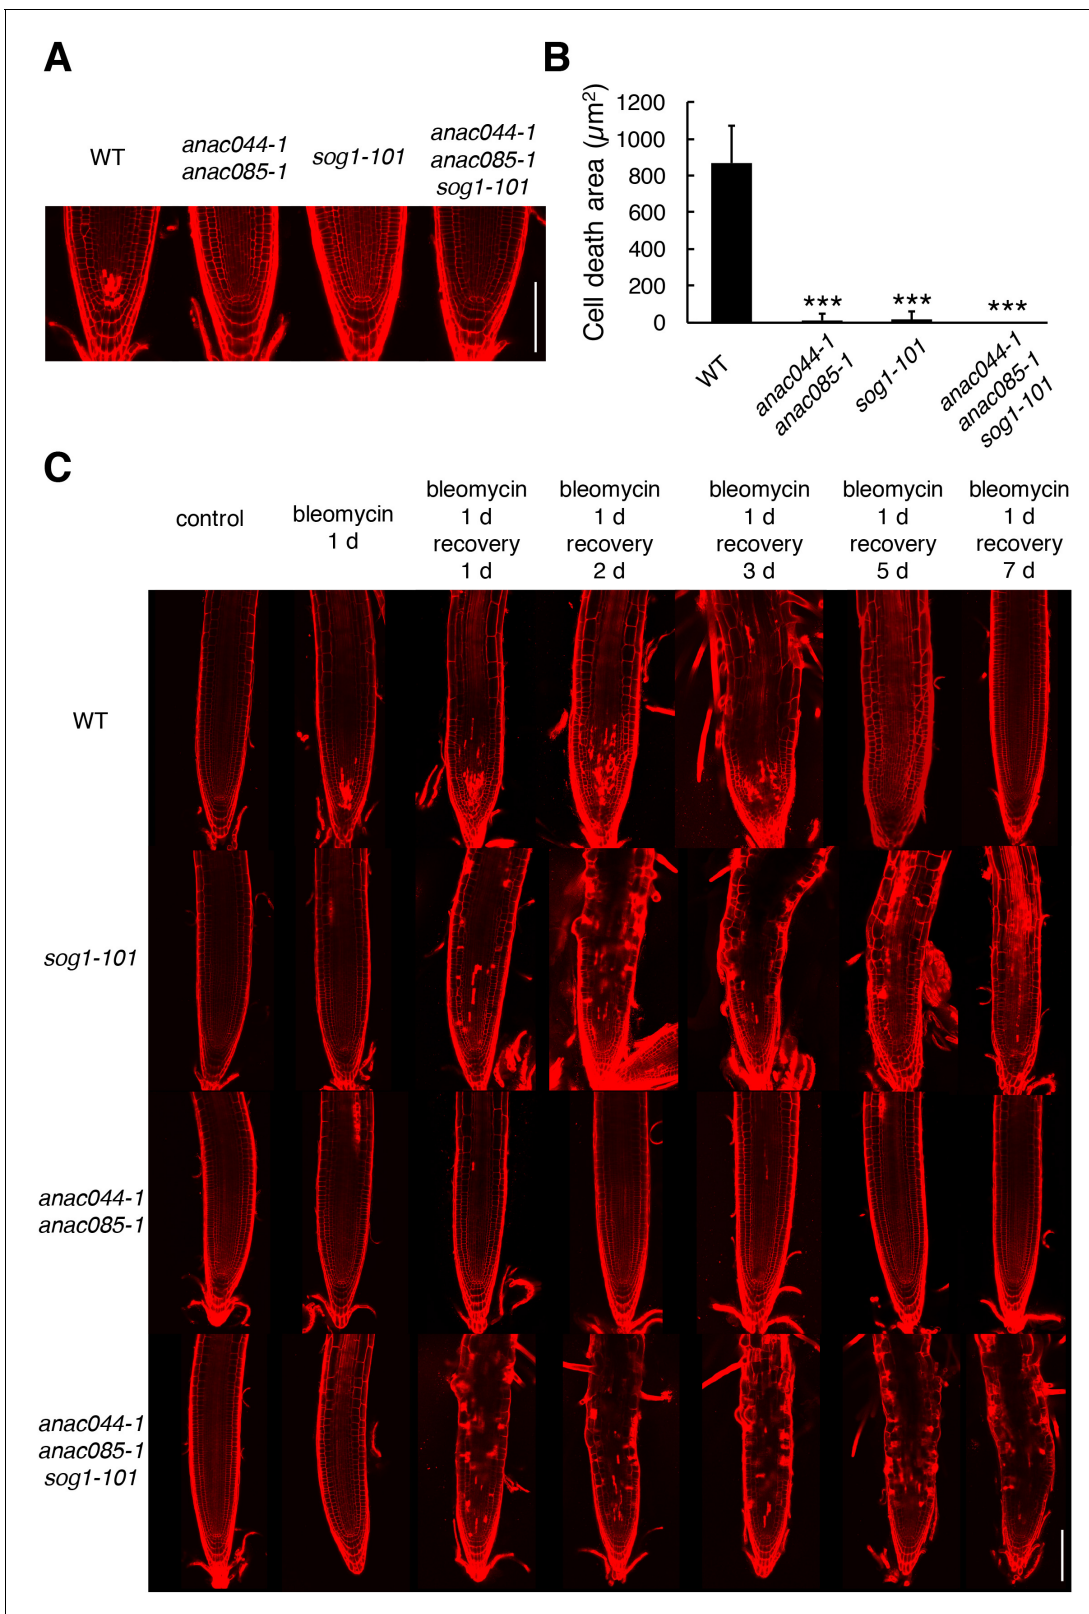 A
WT
anac044-1
anac085-1
sog1-101
anac044-1
anac085-1
sog1-101
B
Cell death area (µm2)
1200
1000
800
600
400
200
0
***
***
***
WT
anac044-1
anac085-1
sog1-101
anac044-1
anac085-1
sog1-101
C
control
bleomycin
1 d
bleomycin
1 d
recovery
1 d
bleomycin
1 d
recovery
2 d
bleomycin
1 d
recovery
3 d
bleomycin
1 d
recovery
5 d
bleomycin
1 d
recovery
7 d
WT
sog1-101
anac044-1
anac085-1
anac044-1
anac085-1
sog1-101